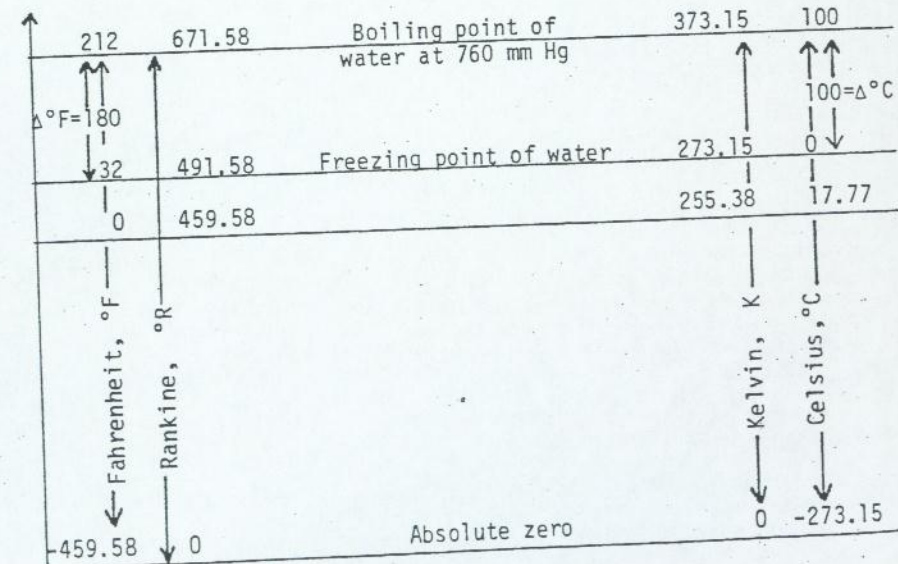 212 671.58 Boiling point of 373.15 100
water at 760 mm Hg
Δ°F=180 100=Δ°C
32 491.58 Freezing point of water 273.15 0
0 459.58 255.38 17.77
Fahrenheit, °F
Rankine, °R
Kelvin, K
Celsius, °C
-459.58 0 Absolute zero 0 -273.15